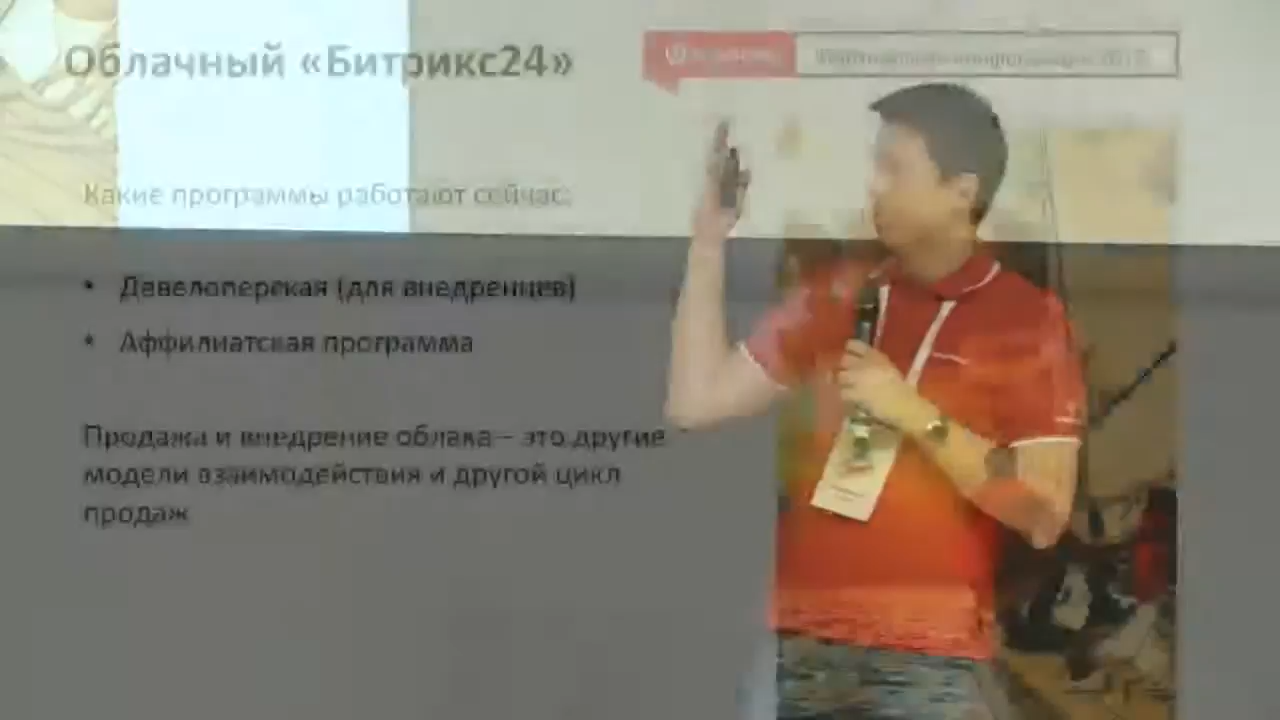 Облачный «Битрикс24»
Какие программы работают сейчас:
• Девелоперская (для внедренцев)
• Аффилиатская программа
Продажа и внедрение облака – это другие
модели взаимодействия и другой цикл
продаж